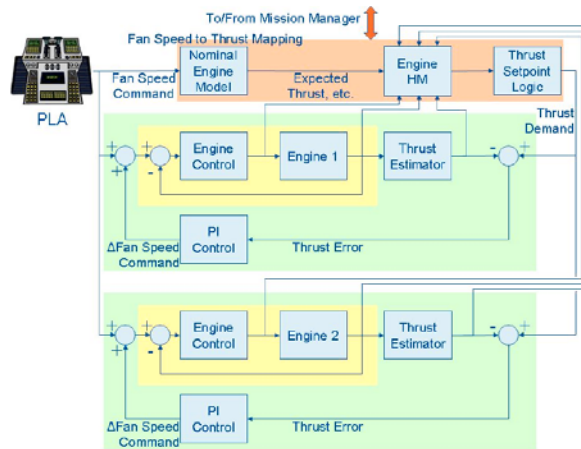 To/From Mission Manager
Fan Speed to Thrust Mapping
Nominal
Engine
Model
Engine
HM
Thrust
Setpoint
Logic
Fan Speed
Command
Expected
Thrust, etc.
PLA
Thrust
Demand
+
+
-
Engine
Control
Engine 1
Thrust
Estimator
-
+
+
PI
Control
ΔFan Speed
Command
Thrust Error
+
+
-
Engine
Control
Engine 2
Thrust
Estimator
-
+
+
PI
Control
ΔFan Speed
Command
Thrust Error